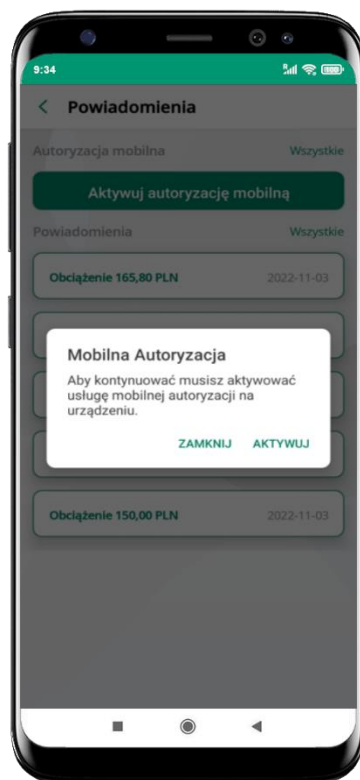 9:34
Powiadomienia
Autoryzacja mobilna Wszystkie
Aktywuj autoryzację mobilną
Powiadomienia Wszystkie
Obciążenie 165,80 PLN 2022-11-03
Mobilna Autoryzacja
Aby kontynuować musisz aktywować
usługę mobilnej autoryzacji na
urządzeniu.
ZAMKNIJ AKTYWUJ
Obciążenie 150,00 PLN 2022-11-03